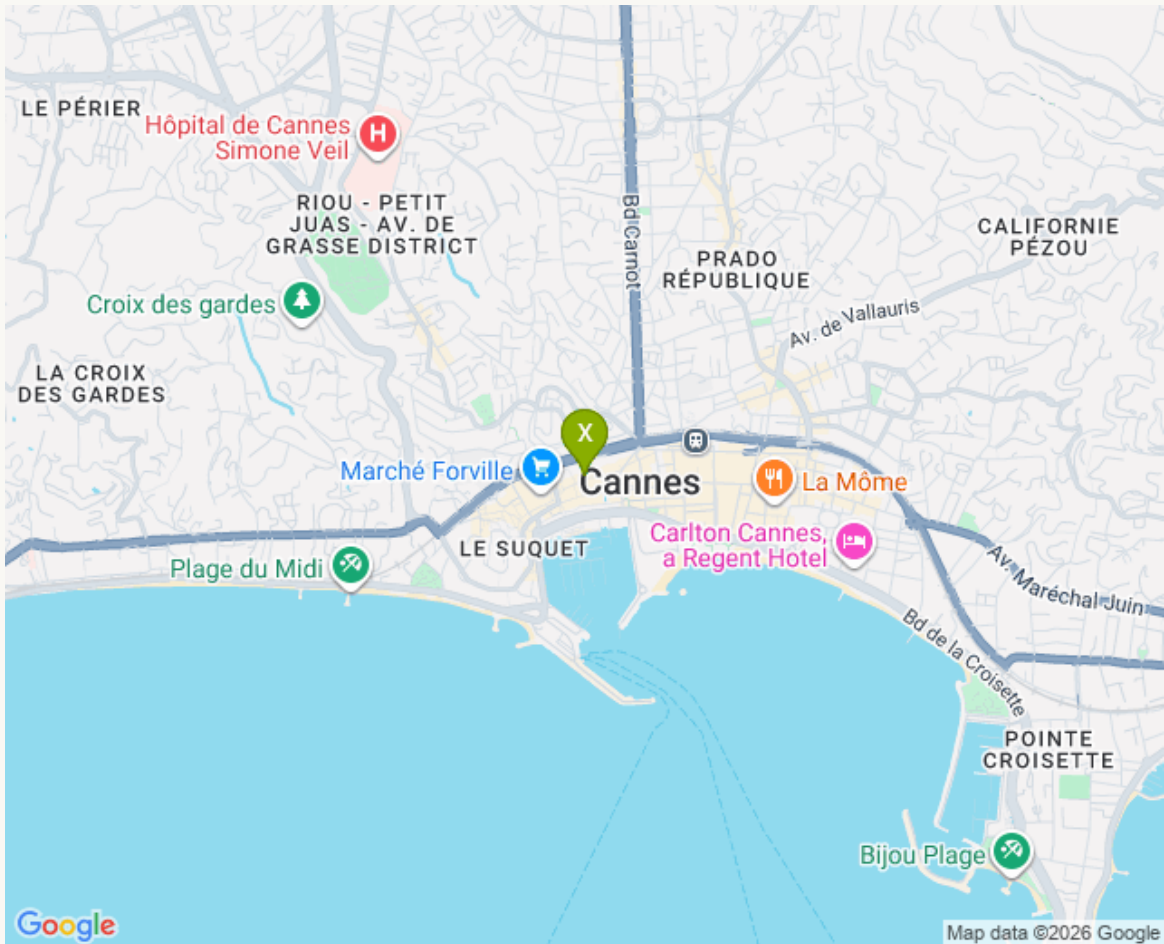 LE PÉRIER
Hôpital de Cannes
Simone Veil
H
RIOU - PETIT
JUAS - AV. DE
GRASSE DISTRICT
Bd Carnot
CALIFORNIE
PÉZOU
PRADO
RÉPUBLIQUE
Croix des gardes
Av. de Vallauris
LA CROIX
DES GARDES
X
Marché Forville
Cannes
La Môme
LE SUQUET
Carlton Cannes,
a Regent Hotel
Plage du Midi
Av. Maréchal Juin
Bd de la Croisette
POINTE
CROISETTE
Bijou Plage
Google
Map data ©2026 Google